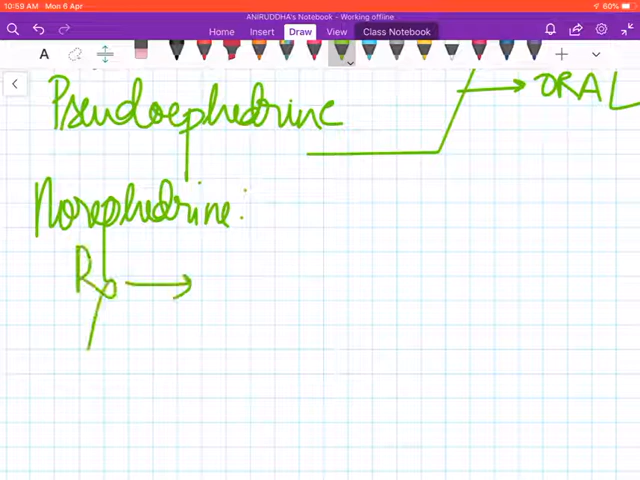 10:59 AM Mon 6 Apr
60%
ANIRUDDHA's Notebook - Working offline
Home Insert Draw View Class Notebook
A
Pseudoephedrine
ORAL
Norephedrine:
Rx